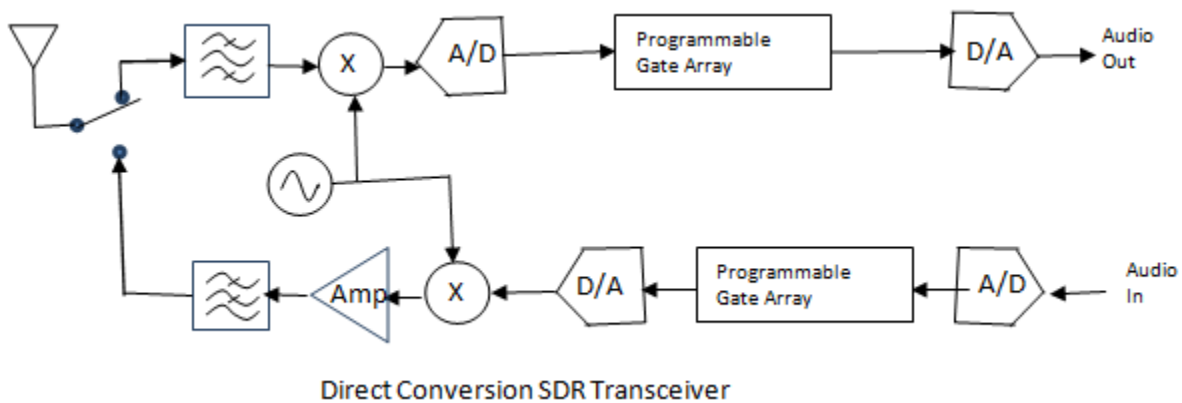 X
A/D
Programmable
Gate Array
D/A
Audio
Out
Amp
X
D/A
Programmable
Gate Array
A/D
Audio
In
Direct Conversion SDR Transceiver